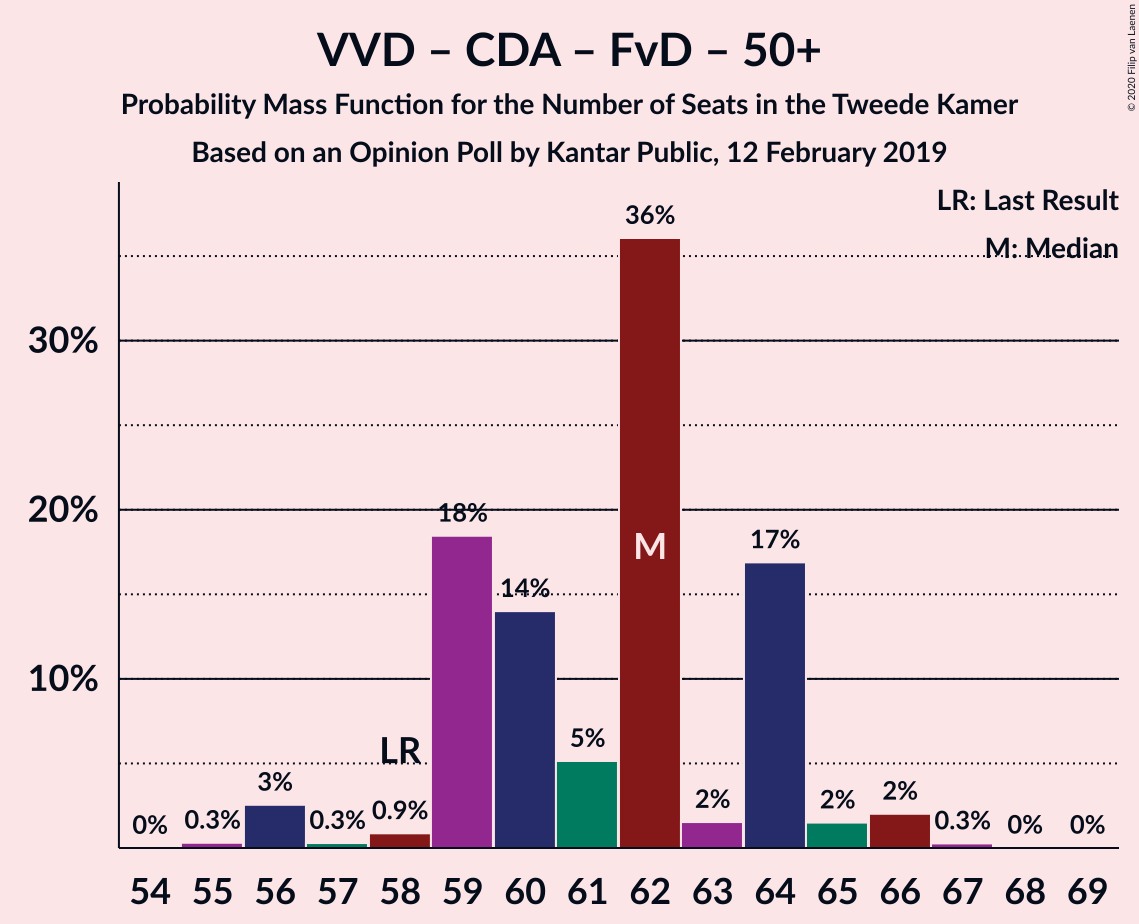 VVD – CDA – FvD – 50+
Probability Mass Function for the Number of Seats in the Tweede Kamer
Based on an Opinion Poll by Kantar Public, 12 February 2019
© 2020 Filip van Laenen
LR: Last Result
M: Median
30%
20%
10%
0%
0.3%
3%
0.3%
0.9%
LR
18%
14%
5%
36%
M
2%
17%
2%
2%
0.3%
0%
0%
54 55 56 57 58 59 60 61 62 63 64 65 66 67 68 69